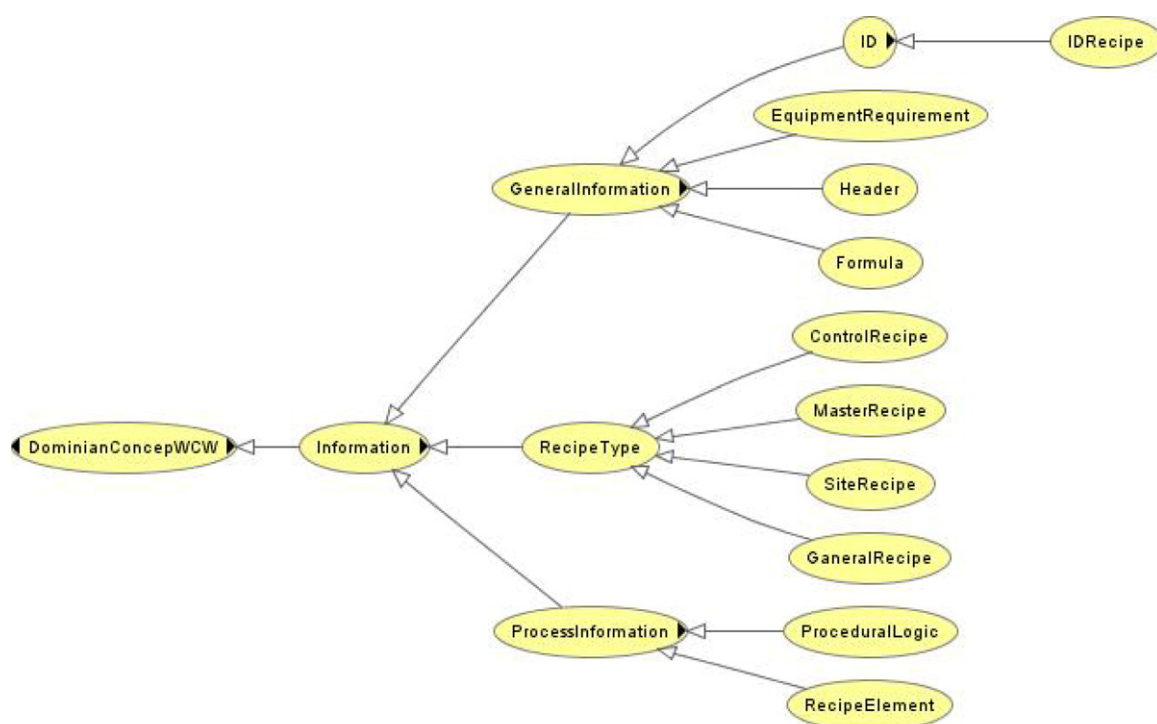 ID
IDRecipe
EquipmentRequirement
GeneralInformation
Header
Formula
ControlRecipe
MasterRecipe
DominianConcepWCW
Information
RecipeType
SiteRecipe
GaneralRecipe
ProcessInformation
ProceduralLogic
RecipeElement